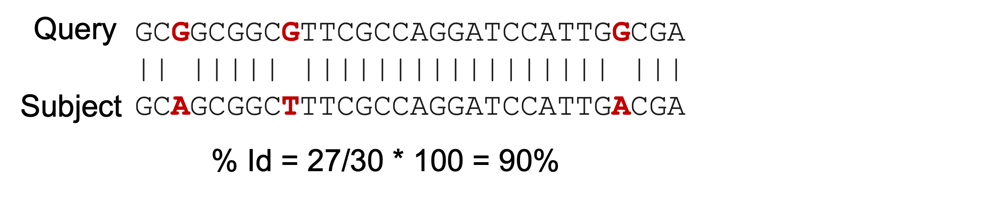 Query GCGGCGGCGTTCGCCAGGATCCATTGGCGA
|| ||||| ||||||||||||||||| |||
Subject GCAGCGGCTTTCGCCAGGATCCATTGACGA
% Id = 27/30 * 100 = 90%